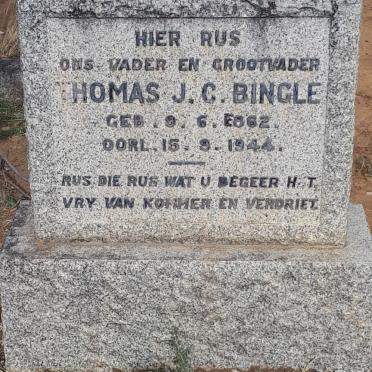 HIER RUS
ONS VADER EN GROOTVADER
THOMAS J. C. BINGLE
GEB. 9. 6. 1862.
OORL. 15. 9. 1944.
RUS DIE RUS WAT U BEGEER H T
VRY VAN KOMMER EN VERDRIET.